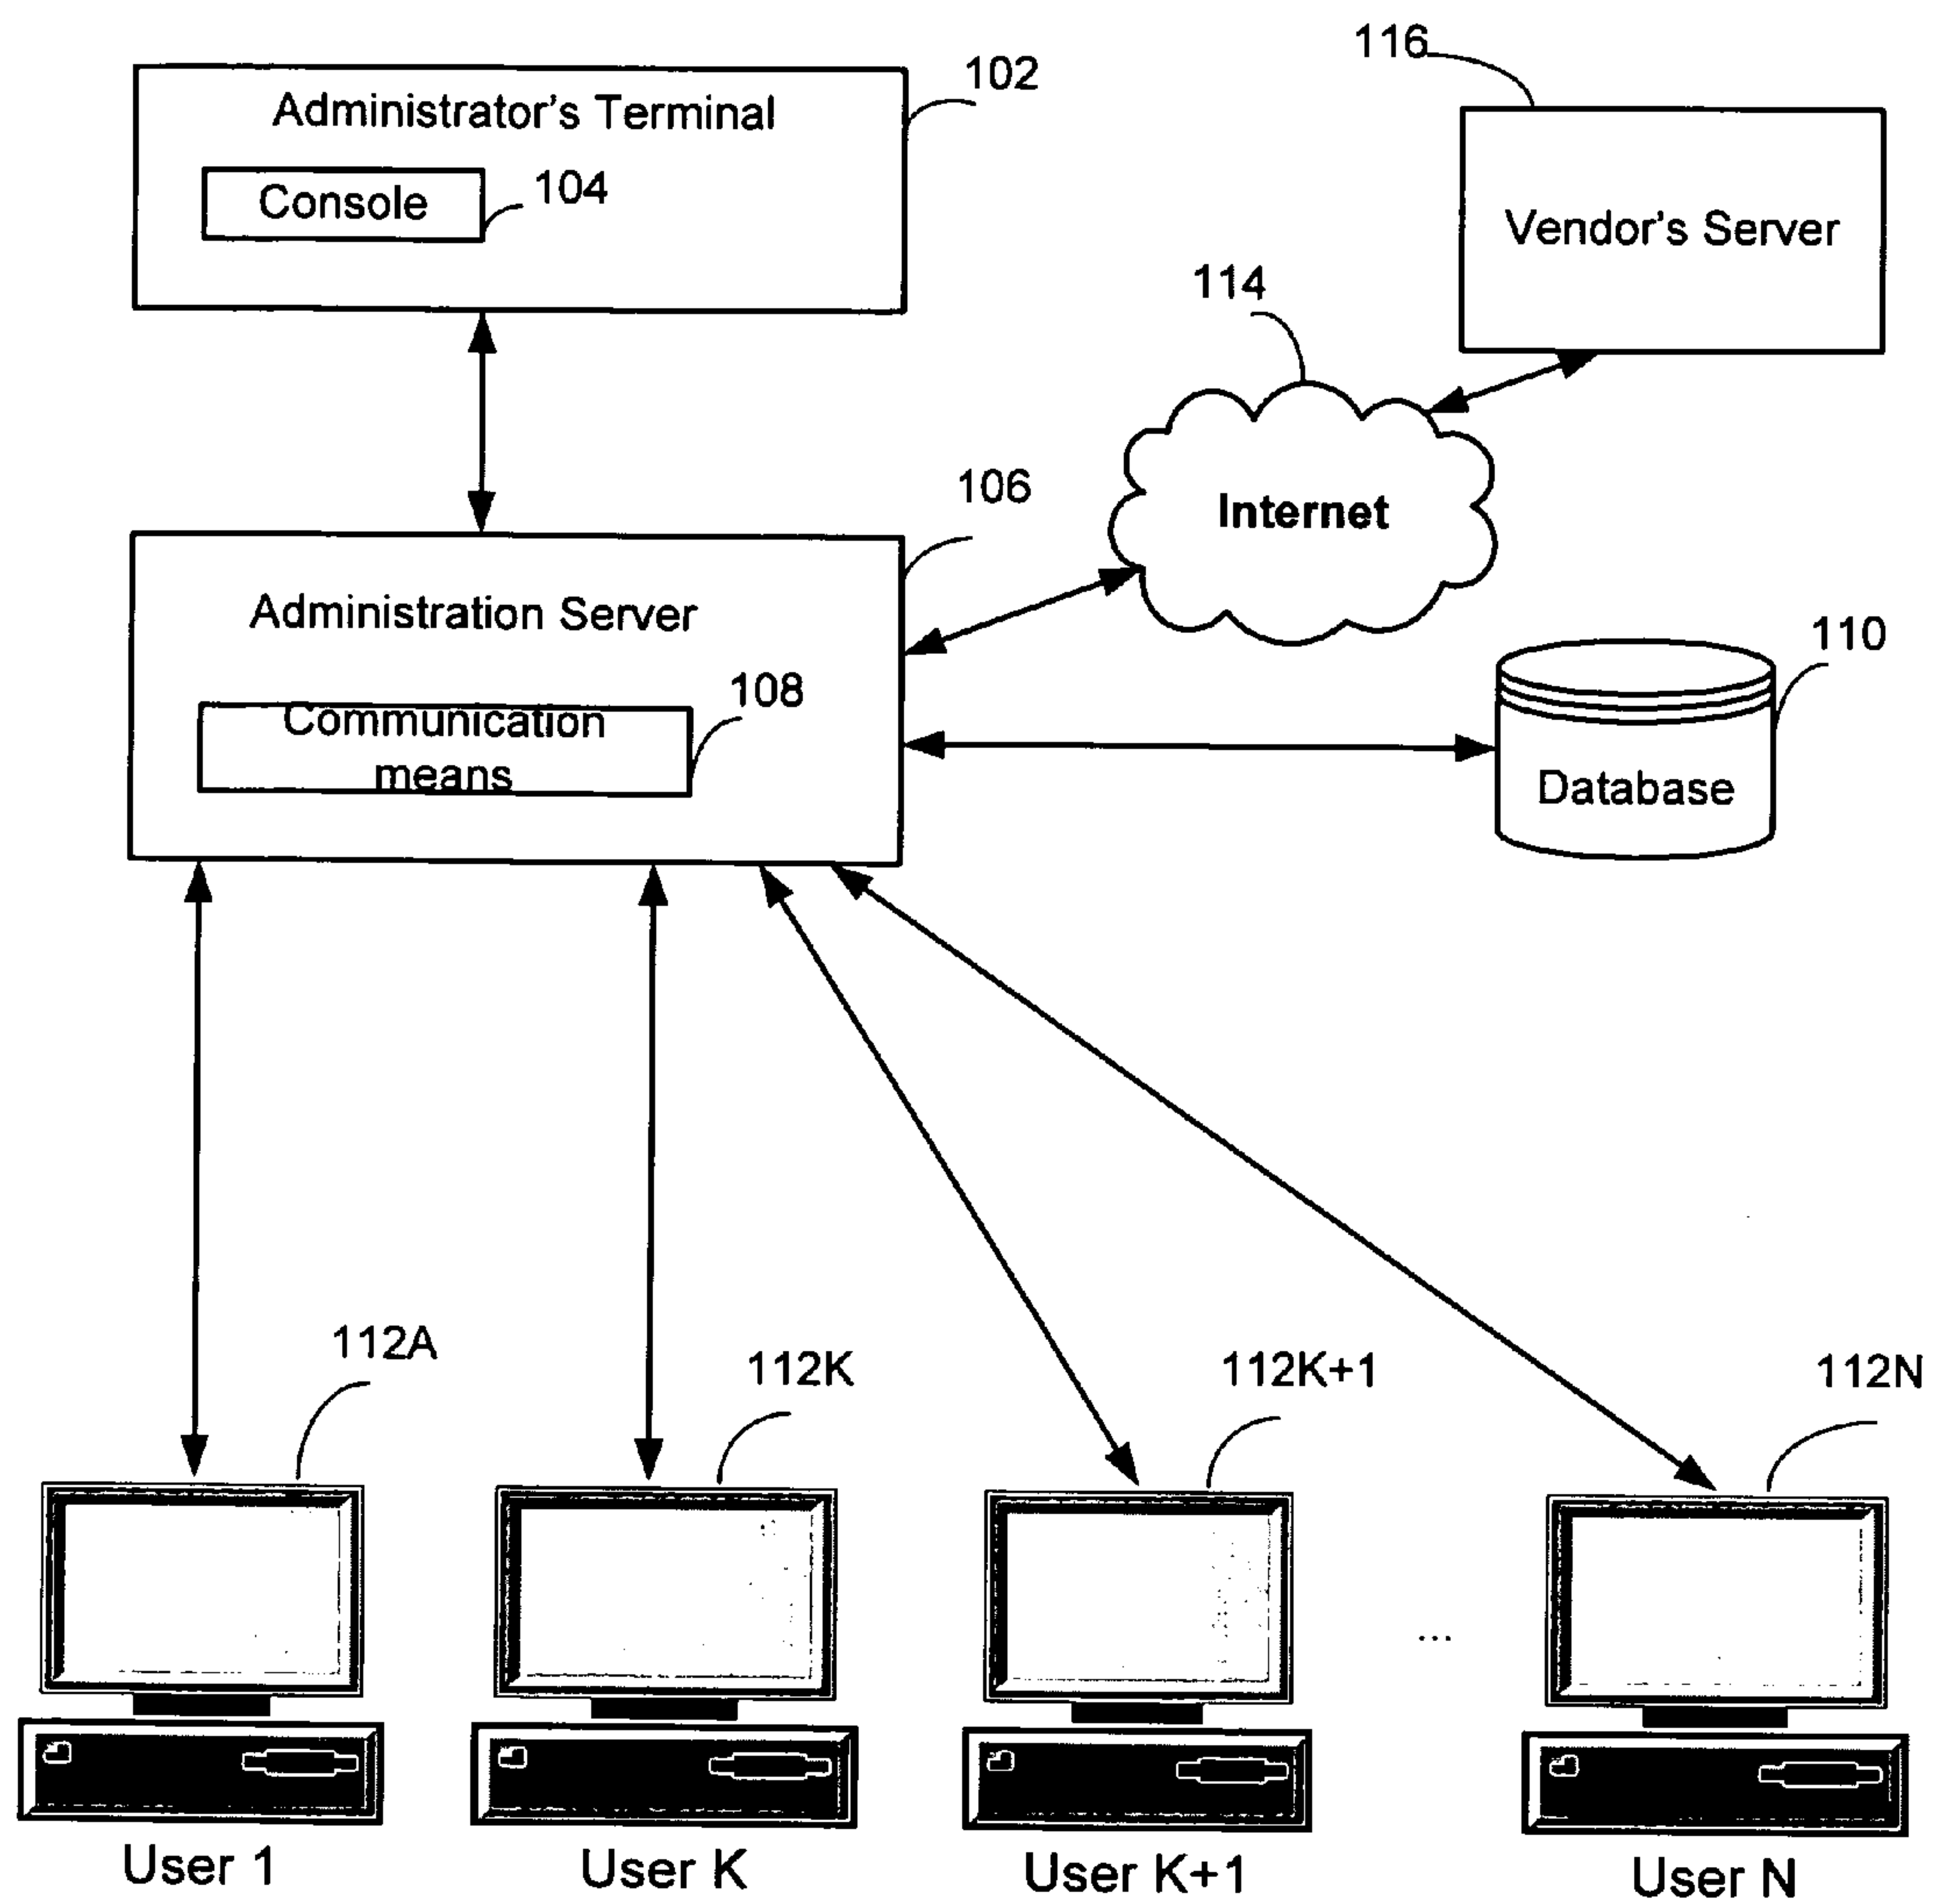 116
102
Administrator's Terminal
Console
104
Vendor's Server
114
106
Internet
Administration Server
110
108
Communication
means
Database
112A
112K
112K+1
112N
...
User 1
User K
User K+1
User N